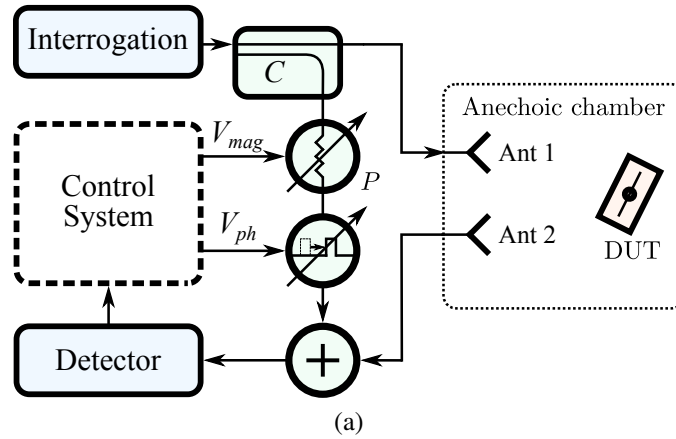 Interrogation
C
Anechoic chamber
V_mag
Ant 1
P
Control
System
V_ph
Ant 2
DUT
Detector
+
(a)